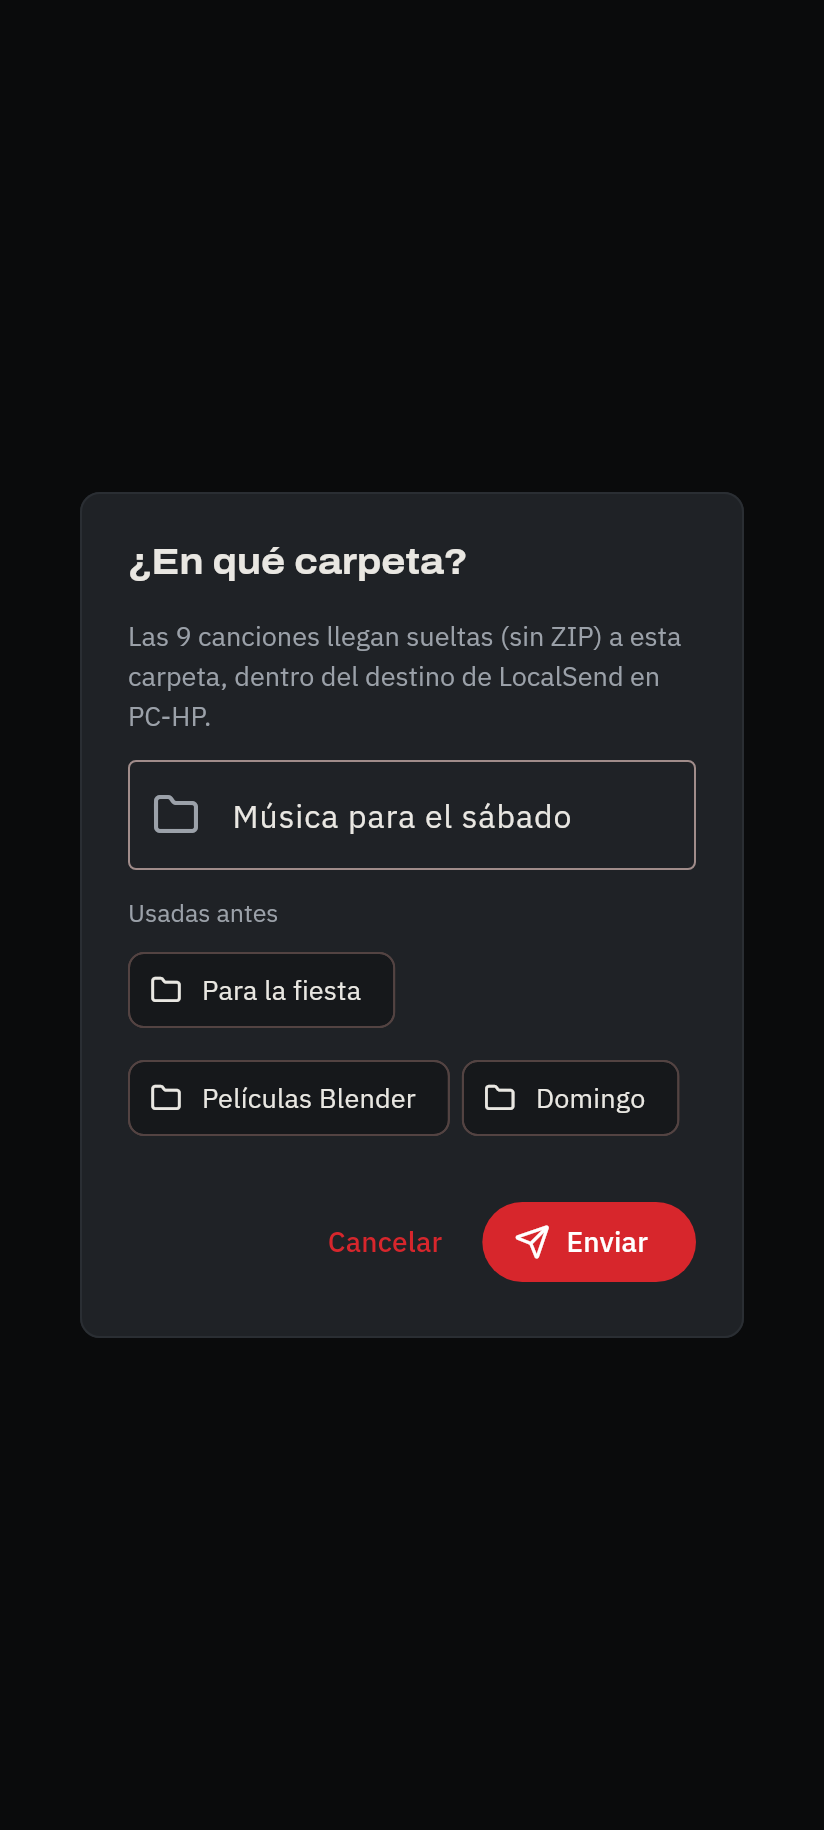 ¿En qué carpeta?
Las 9 canciones llegan sueltas (sin ZIP) a esta
carpeta, dentro del destino de LocalSend en
PC-HP.
Música para el sábado
Usadas antes
Para la fiesta
Películas Blender
Domingo
Cancelar
Enviar